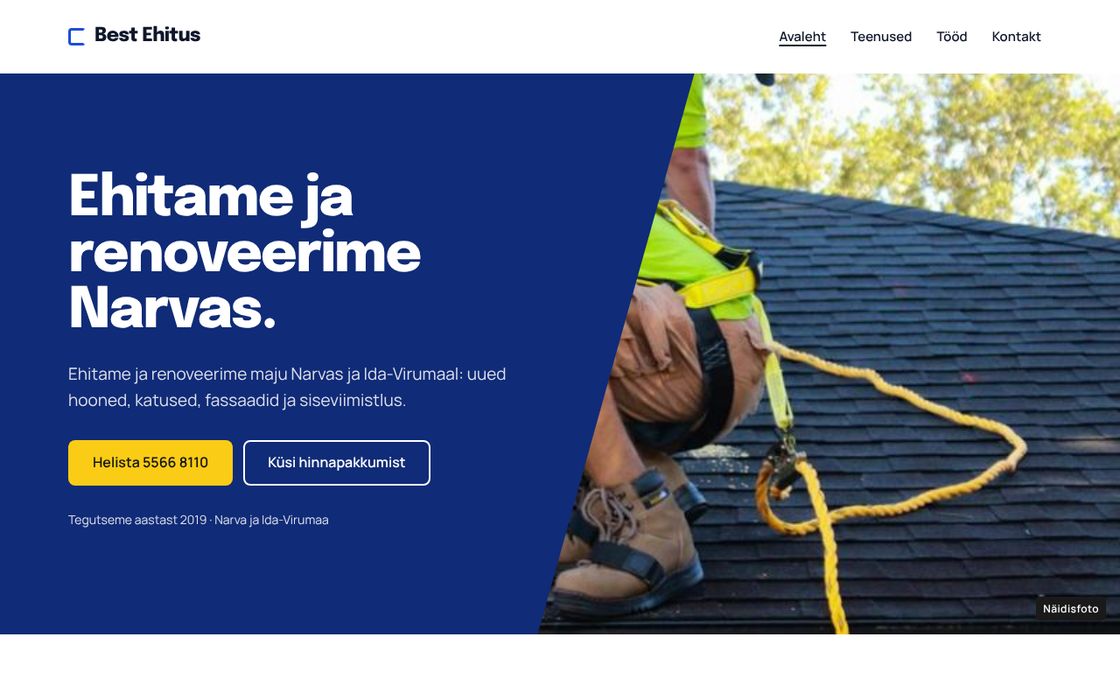 Best Ehitus
Avaleht Teenused Tööd Kontakt
Ehitame ja
renoveerime
Narvas.
Ehitame ja renoveerime maju Narvas ja Ida-Virumaal: uued
hooned, katused, fassaadid ja siseviimistlus.
Helista 5566 8110 Küsi hinnapakkumist
Tegutseme aastast 2019 · Narva ja Ida-Virumaa
Näidisfoto